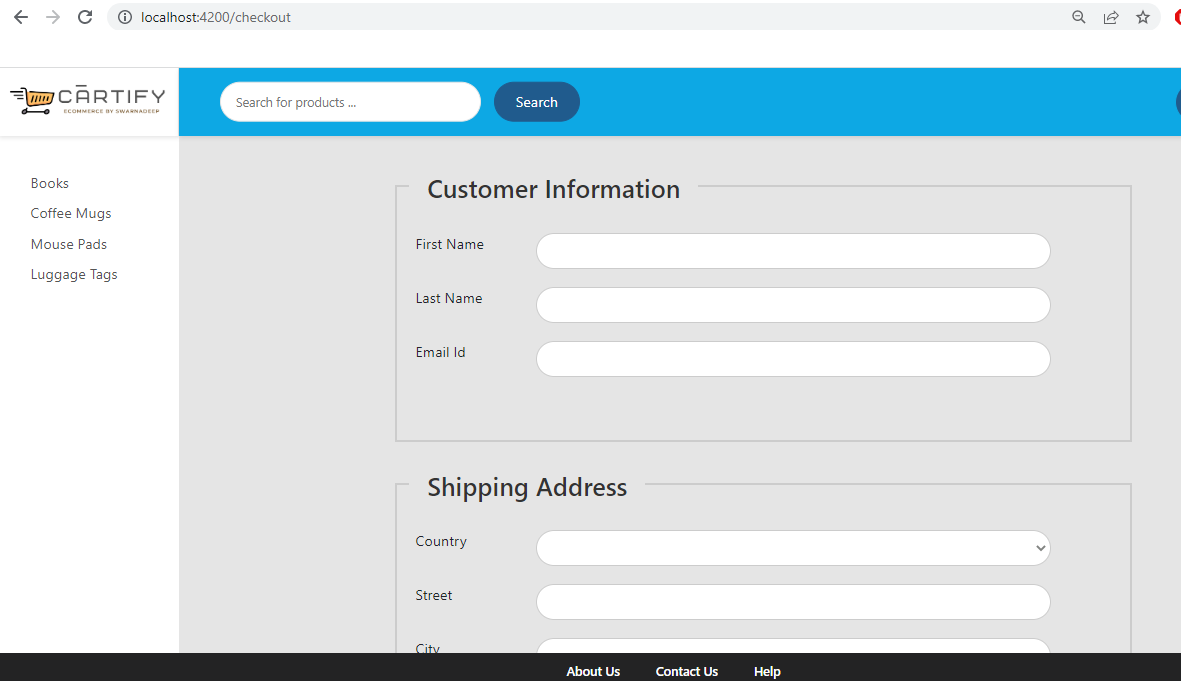 localhost:4200/checkout
CĀRTIFY
ECOMMERCE BY SWARNADEEP
Search for products ...
Search
Books
Coffee Mugs
Mouse Pads
Luggage Tags
Customer Information
First Name
Last Name
Email Id
Shipping Address
Country
Street
City
About Us
Contact Us
Help